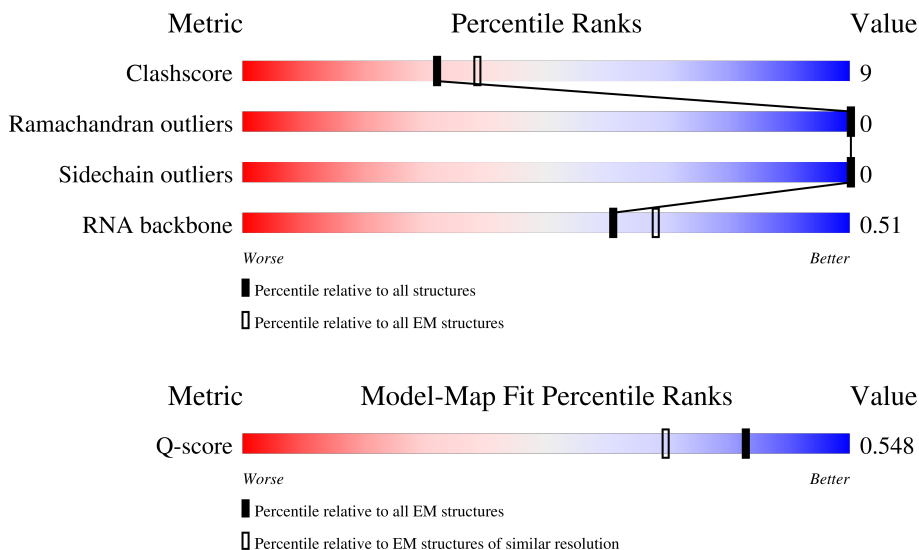 Metric Percentile Ranks Value
Clashscore 9
Ramachandran outliers 0
Sidechain outliers 0
RNA backbone 0.51
Worse Better
Percentile relative to all structures
Percentile relative to all EM structures
Metric Model-Map Fit Percentile Ranks Value
Q-score 0.548
Worse Better
Percentile relative to all EM structures
Percentile relative to EM structures of similar resolution